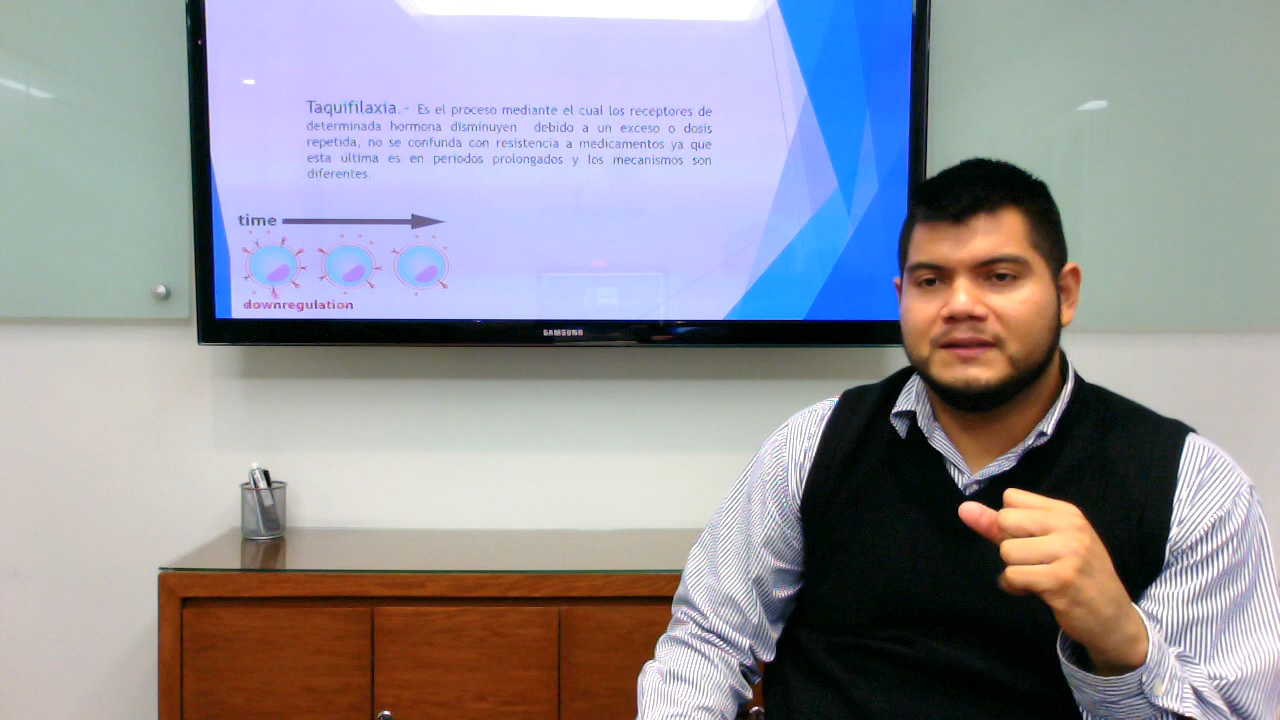 Taquifilaxia.- Es el proceso mediante el cual los receptores de
determinada hormona disminuyen debido a un exceso o dosis
repetida, no se confunda con resistencia a medicamentos ya que
esta ultima es en periodos prolongados y los mecanismos son
diferentes.
time
downregulation
SAMSUNG